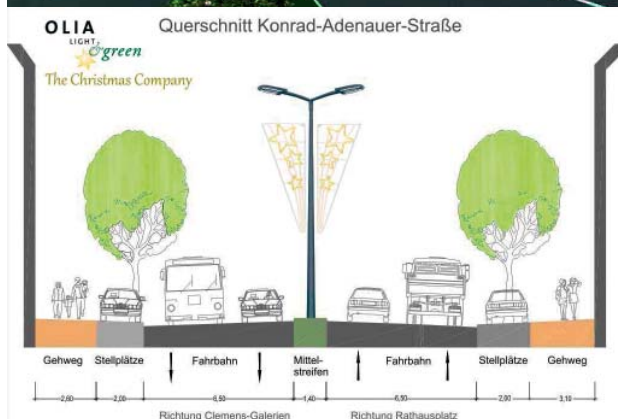 OLIA
LIGHT
&green
The Christmas Company
Querschnitt Konrad-Adenauer-Straße
Gehweg Stellplätze Fahrbahn Mittel-
streifen Fahrbahn Stellplätze Gehweg
2,60 2,00 6,50 1,40 6,50 2,00 3,10
Richtung Clemens-Galerien Richtung Rathausplatz